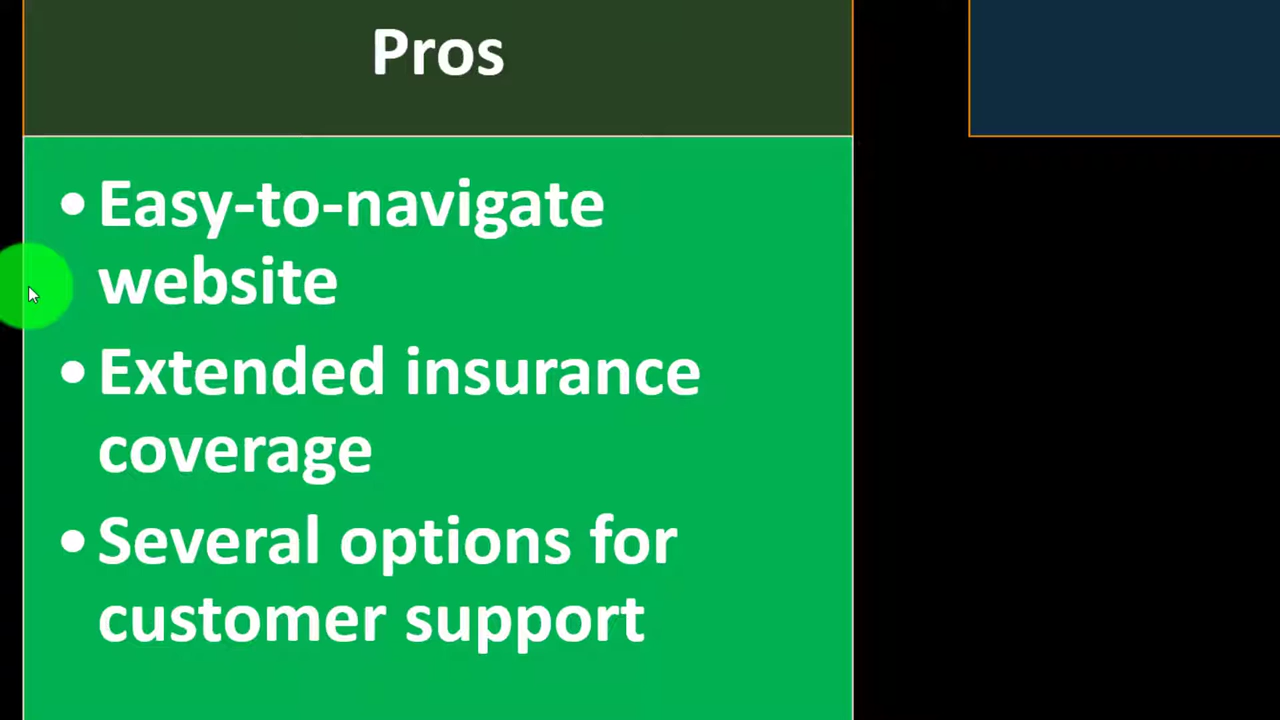 Pros
• Easy-to-navigate
website
• Extended insurance
coverage
• Several options for
customer support